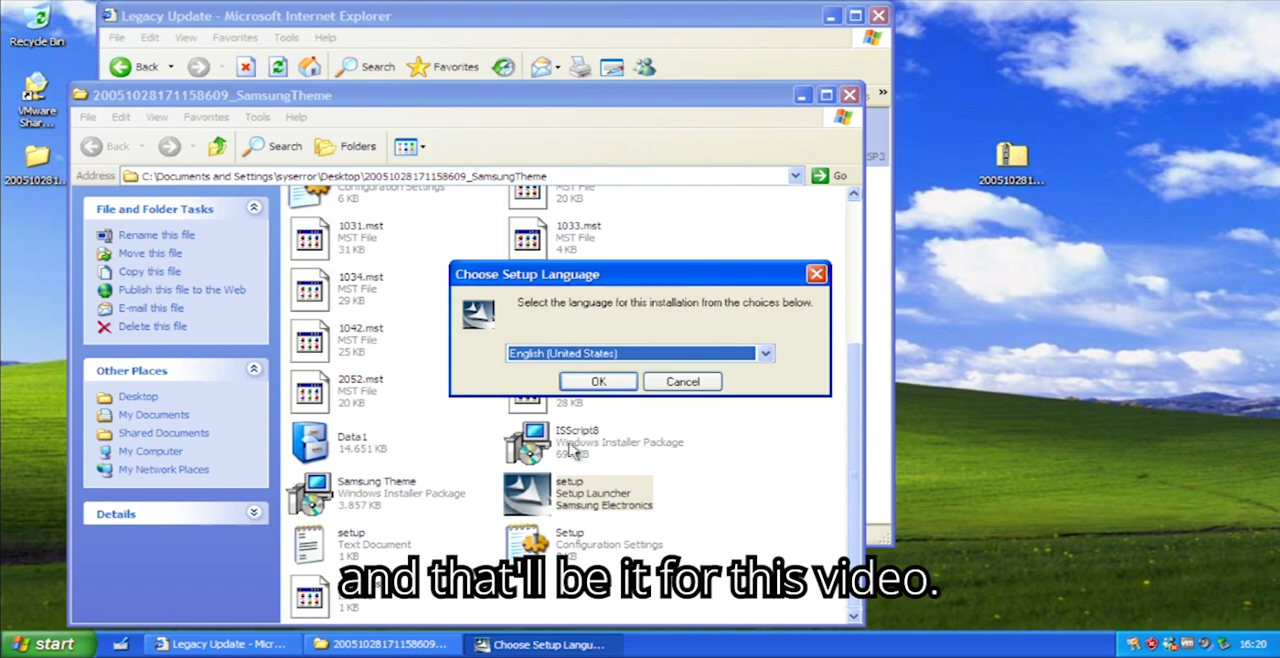 Recycle Bin
VMware
Shar...
200510281...
Legacy Update - Microsoft Internet Explorer
File Edit View Favorites Tools Help
Back Search Favorites
20051028171158609_SamsungTheme
File Edit View Favorites Tools Help
Back Search Folders
Address C:\Documents and Settings\syserror\Desktop\20051028171158609_SamsungTheme Go
SP3
File and Folder Tasks
Rename this file
Move this file
Copy this file
Publish this file to the Web
E-mail this file
Delete this file
Other Places
Desktop
My Documents
Shared Documents
My Computer
My Network Places
Details
Configuration Settings
6 KB
MST File
20 KB
1031.mst
MST File
31 KB
1033.mst
MST File
4 KB
1034.mst
MST File
29 KB
1042.mst
MST File
25 KB
2052.mst
MST File
20 KB
28 KB
Data1
14.651 KB
ISScript8
Windows Installer Package
Samsung Theme
Windows Installer Package
3.857 KB
setup
Setup Launcher
Samsung Electronics
setup
Text Document
1 KB
Setup
Configuration Settings
1 KB
Choose Setup Language
Select the language for this installation from the choices below.
English (United States)
OK Cancel
200510281...
and that'll be it for this video.
start
Legacy Update - Micr...
200510281711586 09...
Choose Setup Langu...
16:20